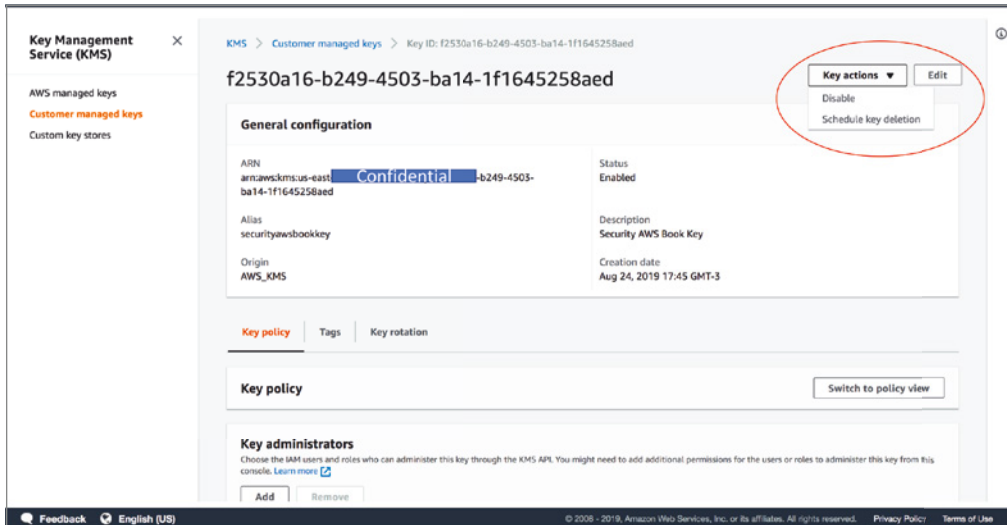 Key Management
Service (KMS)
×
AWS managed keys
Customer managed keys
Custom key stores
KMS > Customer managed keys > Key ID: f2530a16-b249-4503-ba14-1f1645258aed
f2530a16-b249-4503-ba14-1f1645258aed
Key actions ▼
Edit
Disable
Schedule key deletion
General configuration
ARN
arn:aws:kms:us-east Confidential -b249-4503-
ba14-1f1645258aed
Status
Enabled
Alias
securityawsbookkey
Description
Security AWS Book Key
Origin
AWS_KMS
Creation date
Aug 24, 2019 17:45 GMT-3
Key policy
Tags
Key rotation
Key policy
Switch to policy view
Key administrators
Choose the IAM users and roles who can administer this key through the KMS API. You might need to add additional permissions for the users or roles to administer this key from this
console. Learn more
Add
Remove
Feedback
English (US)
© 2008 - 2019, Amazon Web Services, Inc. or its affiliates. All rights reserved.
Privacy Policy
Terms of Use